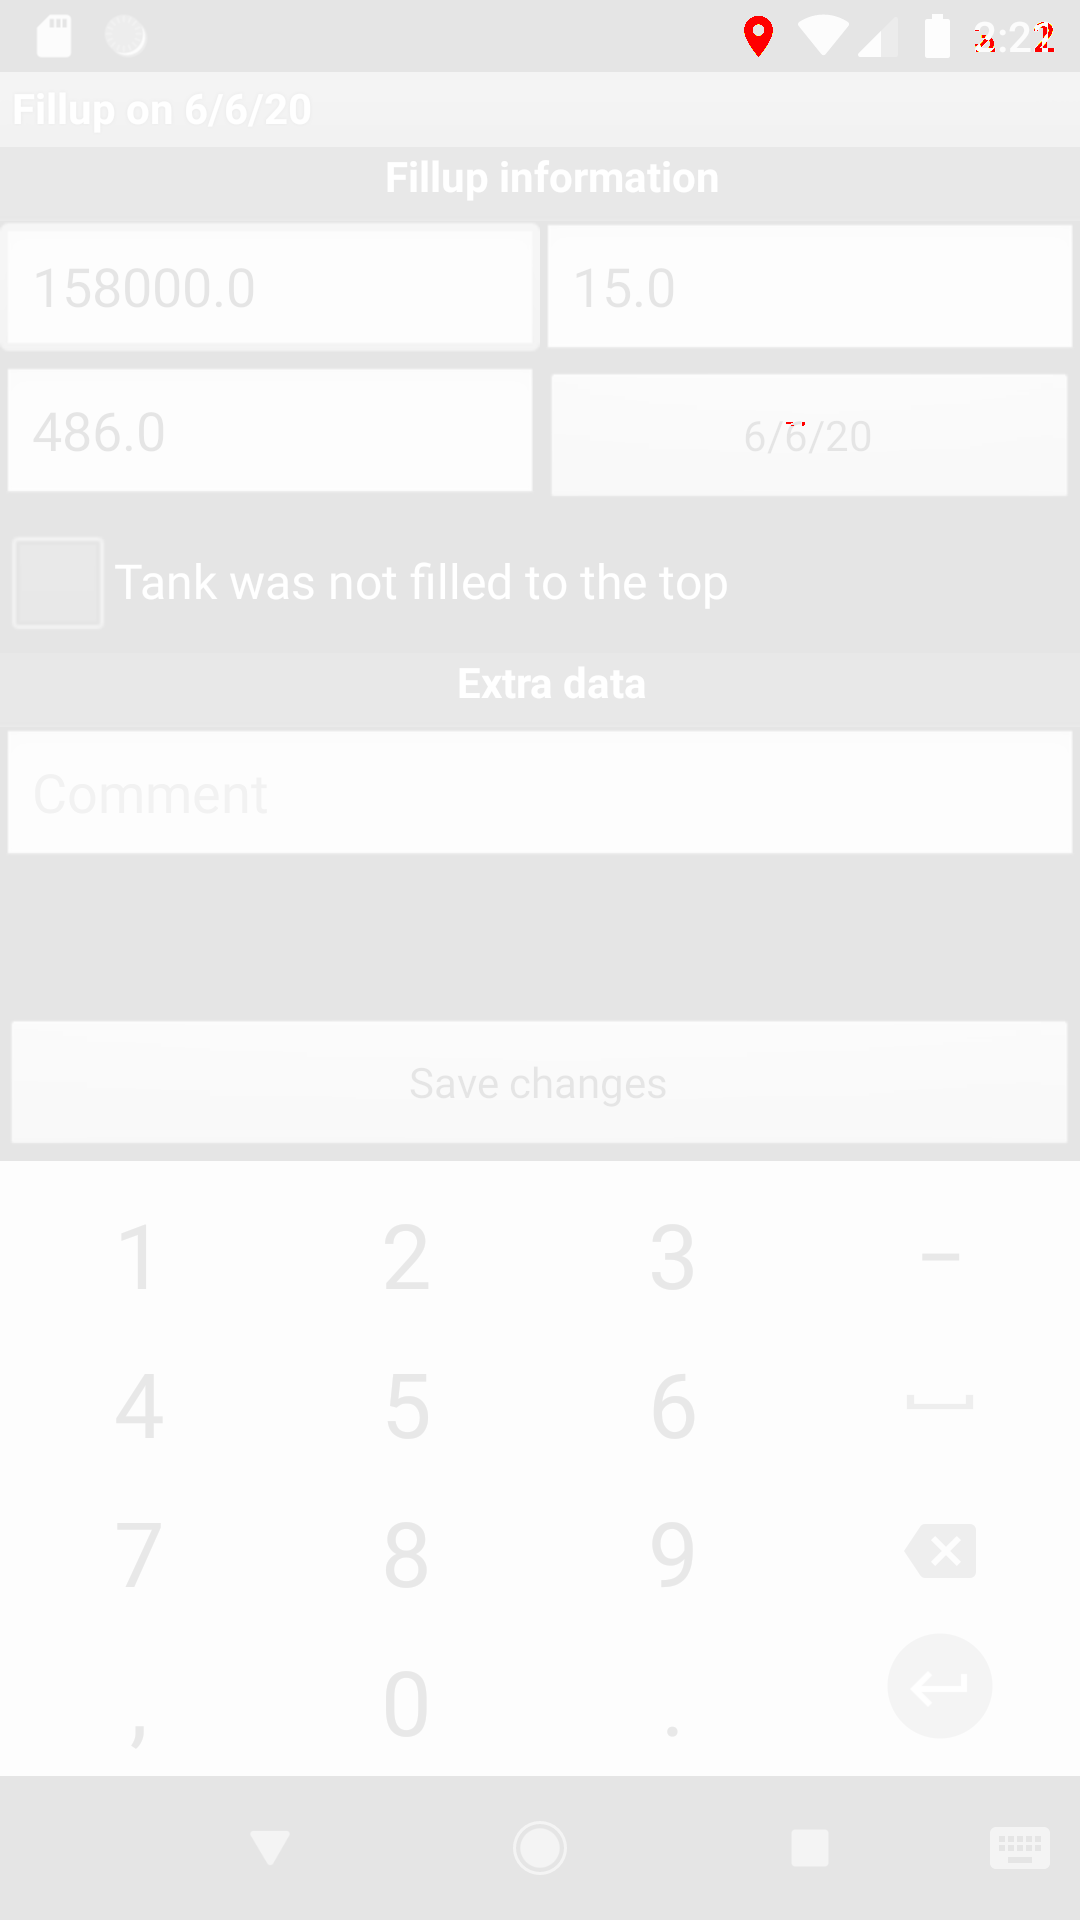 Fillup on 6/6/20
Fillup information
158000.0 15.0
486.0 6/6/20
Tank was not filled to the top
Extra data
Comment
Save changes
1 2 3 –
4 5 6
7 8 9
, 0 .